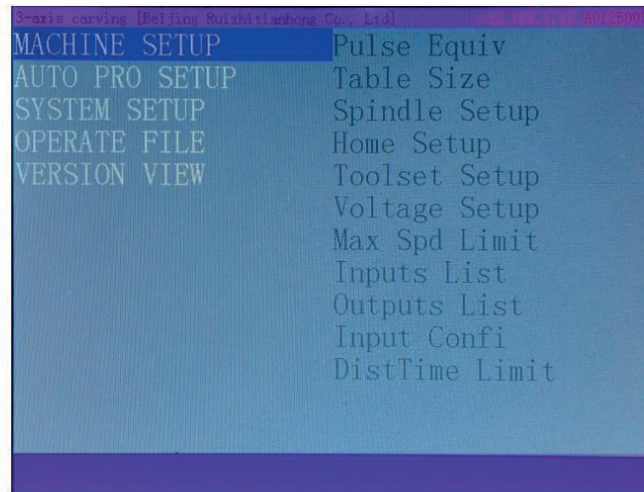 3-axis carving [Beijing Ruizhitianhong Co., Ltd]
MACHINE SETUP
AUTO PRO SETUP
SYSTEM SETUP
OPERATE FILE
VERSION VIEW
Pulse Equiv
Table Size
Spindle Setup
Home Setup
Toolset Setup
Voltage Setup
Max Spd Limit
Inputs List
Outputs List
Input Confi
DistTime Limit